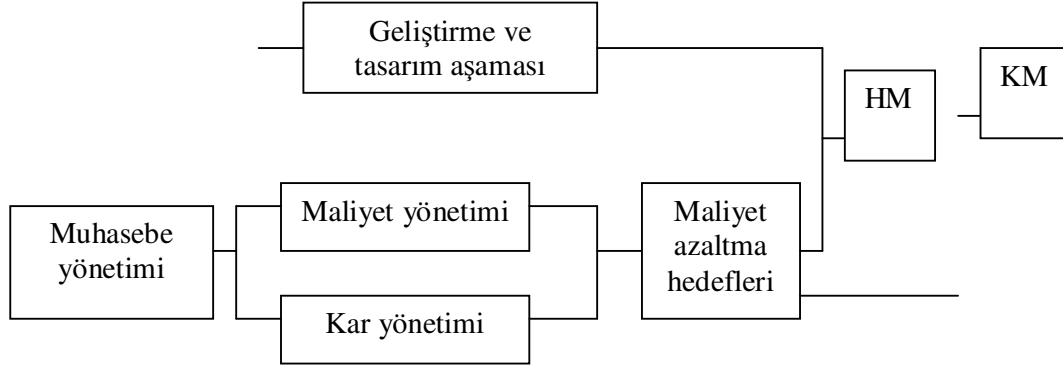 Geliştirme ve
tasarım aşaması
HM
KM
Muhasebe
yönetimi
Maliyet yönetimi
Kar yönetimi
Maliyet
azaltma
hedefleri